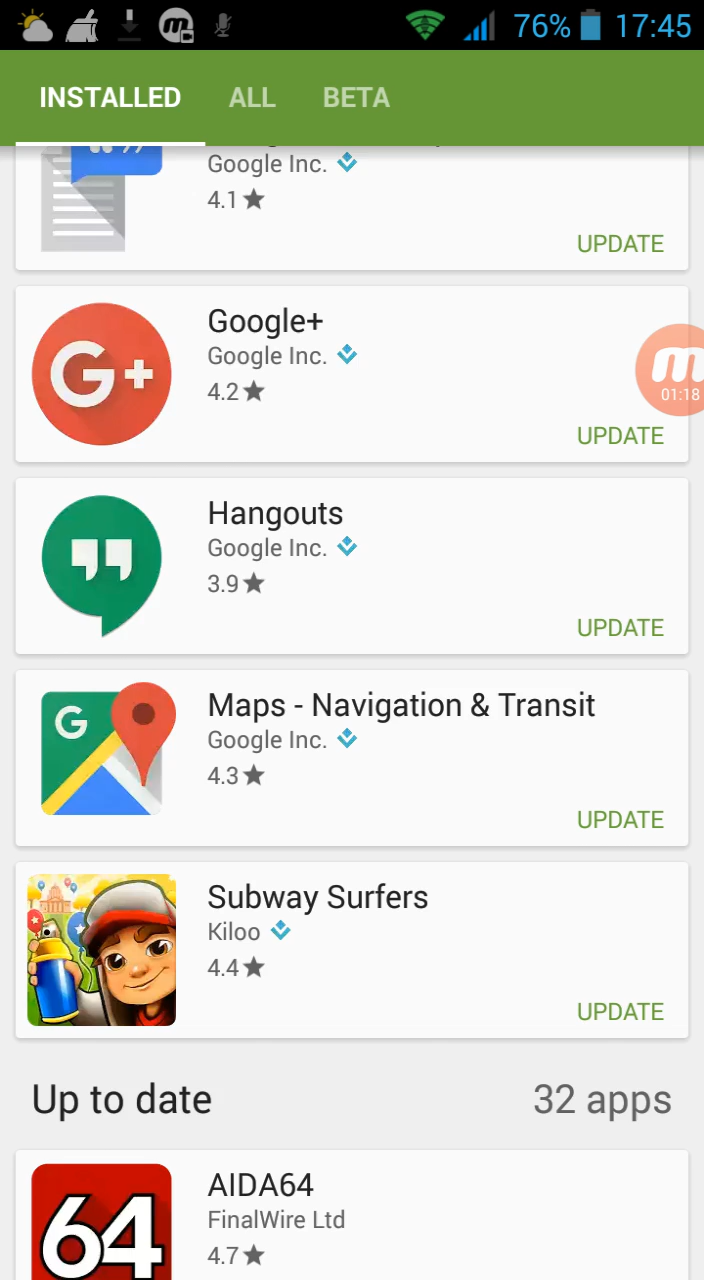 76% 17:45
INSTALLED ALL BETA
Google Inc.
4.1
UPDATE
Google+
Google Inc.
4.2
01:18
UPDATE
Hangouts
Google Inc.
3.9
UPDATE
Maps - Navigation & Transit
Google Inc.
4.3
UPDATE
Subway Surfers
Kiloo
4.4
UPDATE
Up to date 32 apps
AIDA64
FinalWire Ltd
4.7
64